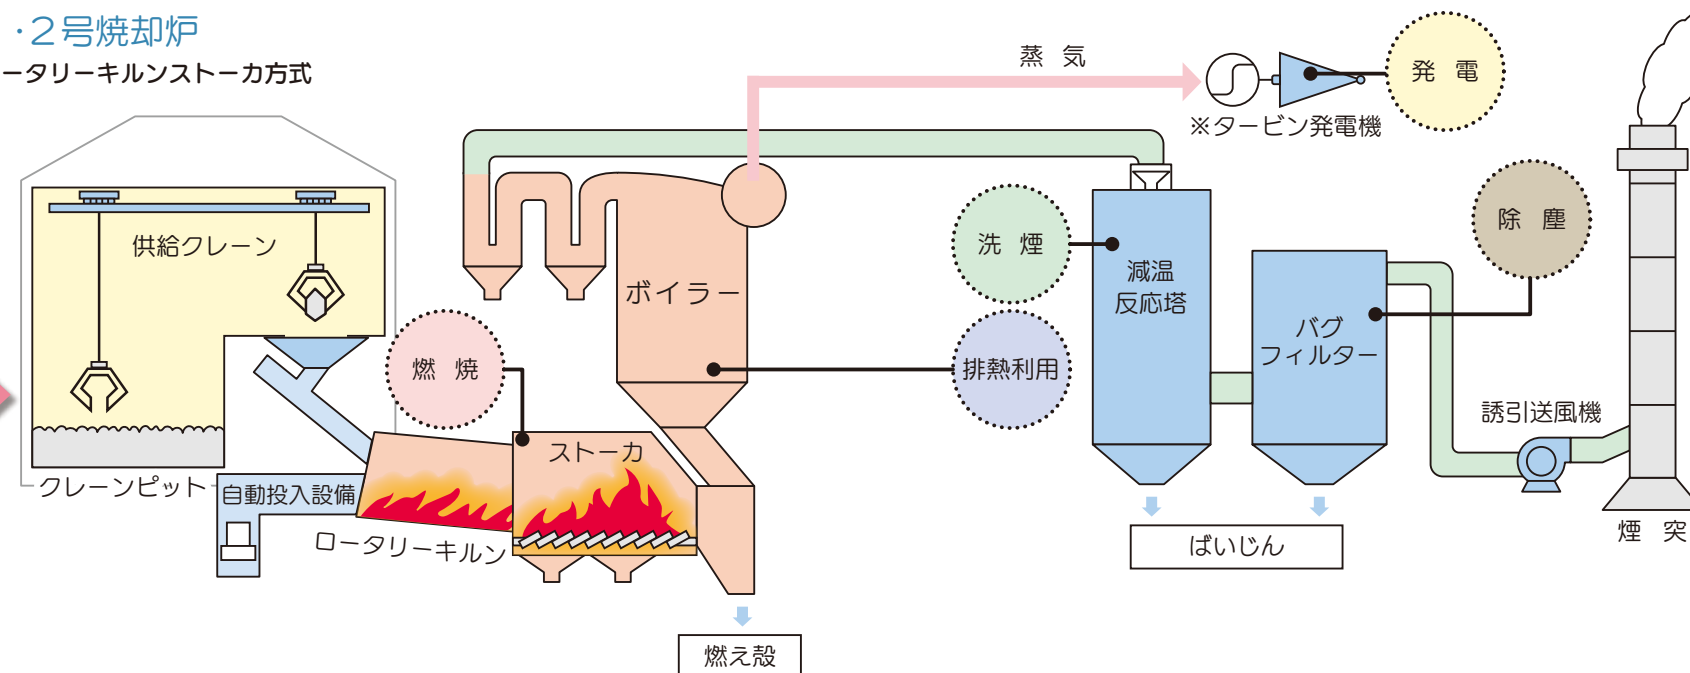 ・2号焼却炉
ータリーキルンストーカ方式
蒸 気
発 電
※タービン発電機
供給クレーン
洗 煙
除 塵
減温
反応塔
ボイラー
バグ
フィルター
燃 焼
排熱利用
誘引送風機
ストーカ
クレーンピット
自動投入設備
ロータリーキルン
煙 突
ばいじん
燃え殻